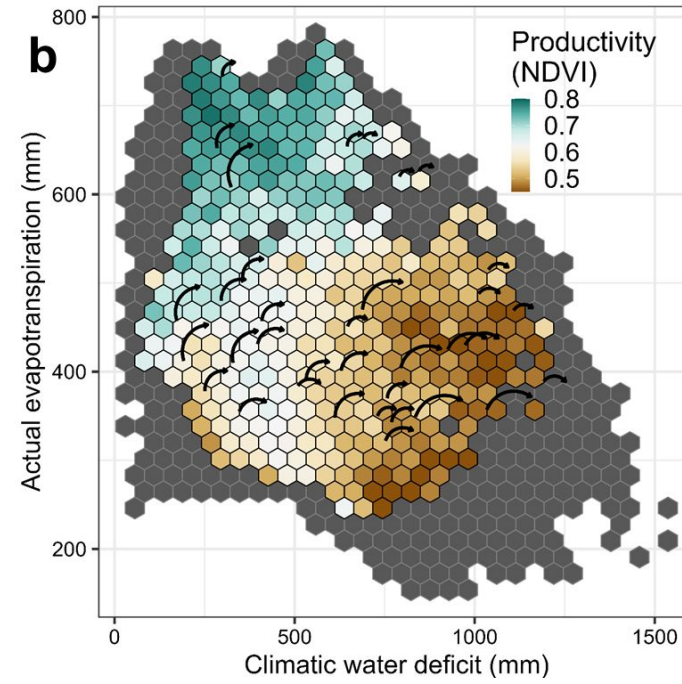 b
Productivity
(NDVI)
0.8
0.7
0.6
0.5
800
600
400
200
Actual evapotranspiration (mm)
0
500
1000
1500
Climatic water deficit (mm)